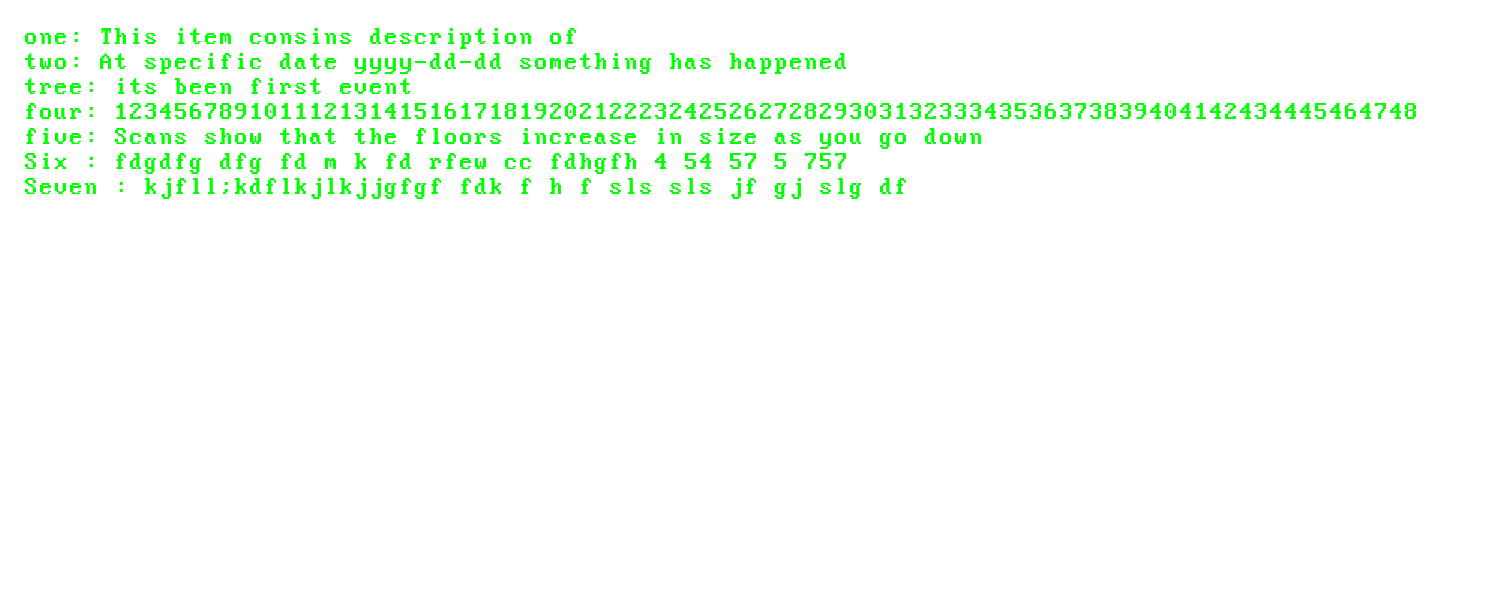 one: This item consins description of
two: At specific date yyyy-dd-dd something has happened
tree: its been first event
four: 123456789101112131415161718192021222324252627282930313233343536373839404142434445464748
five: Scans show that the floors increase in size as you go down
Six : fdgdfg dfg fd m k fd rfew cc fdhgfh 4 54 57 5 757
Seven : kjfll;kdflkjlkjjgfgf fdk f h f sls sls jf gj slg df